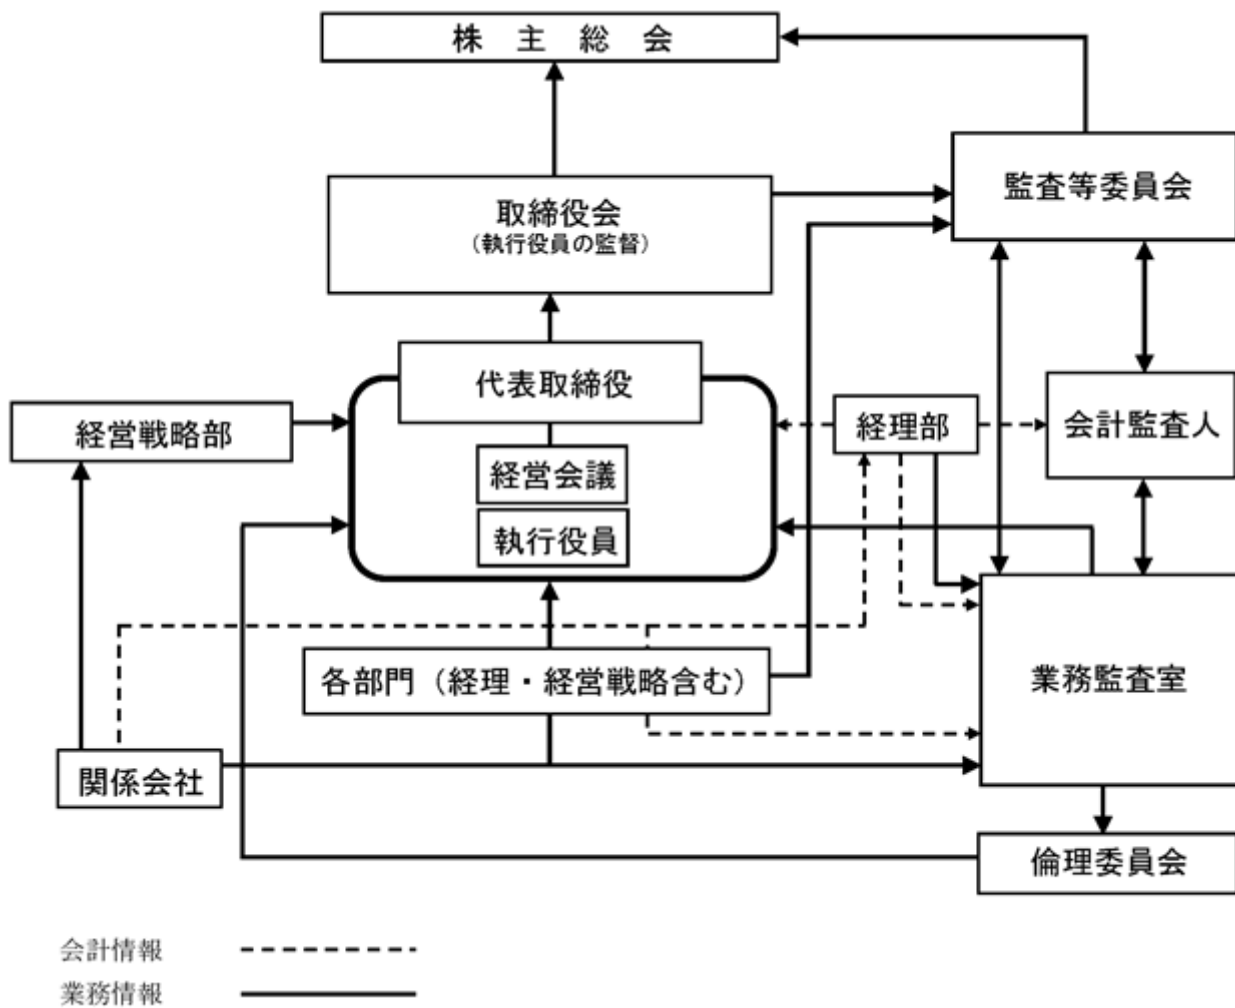 株 主 総 会
監査等委員会
取締役会
（執行役員の監督）
代表取締役
経営戦略部
経理部
会計監査人
経営会議
執行役員
各部門（経理・経営戦略含む）
業務監査室
関係会社
倫理委員会
会計情報
業務情報